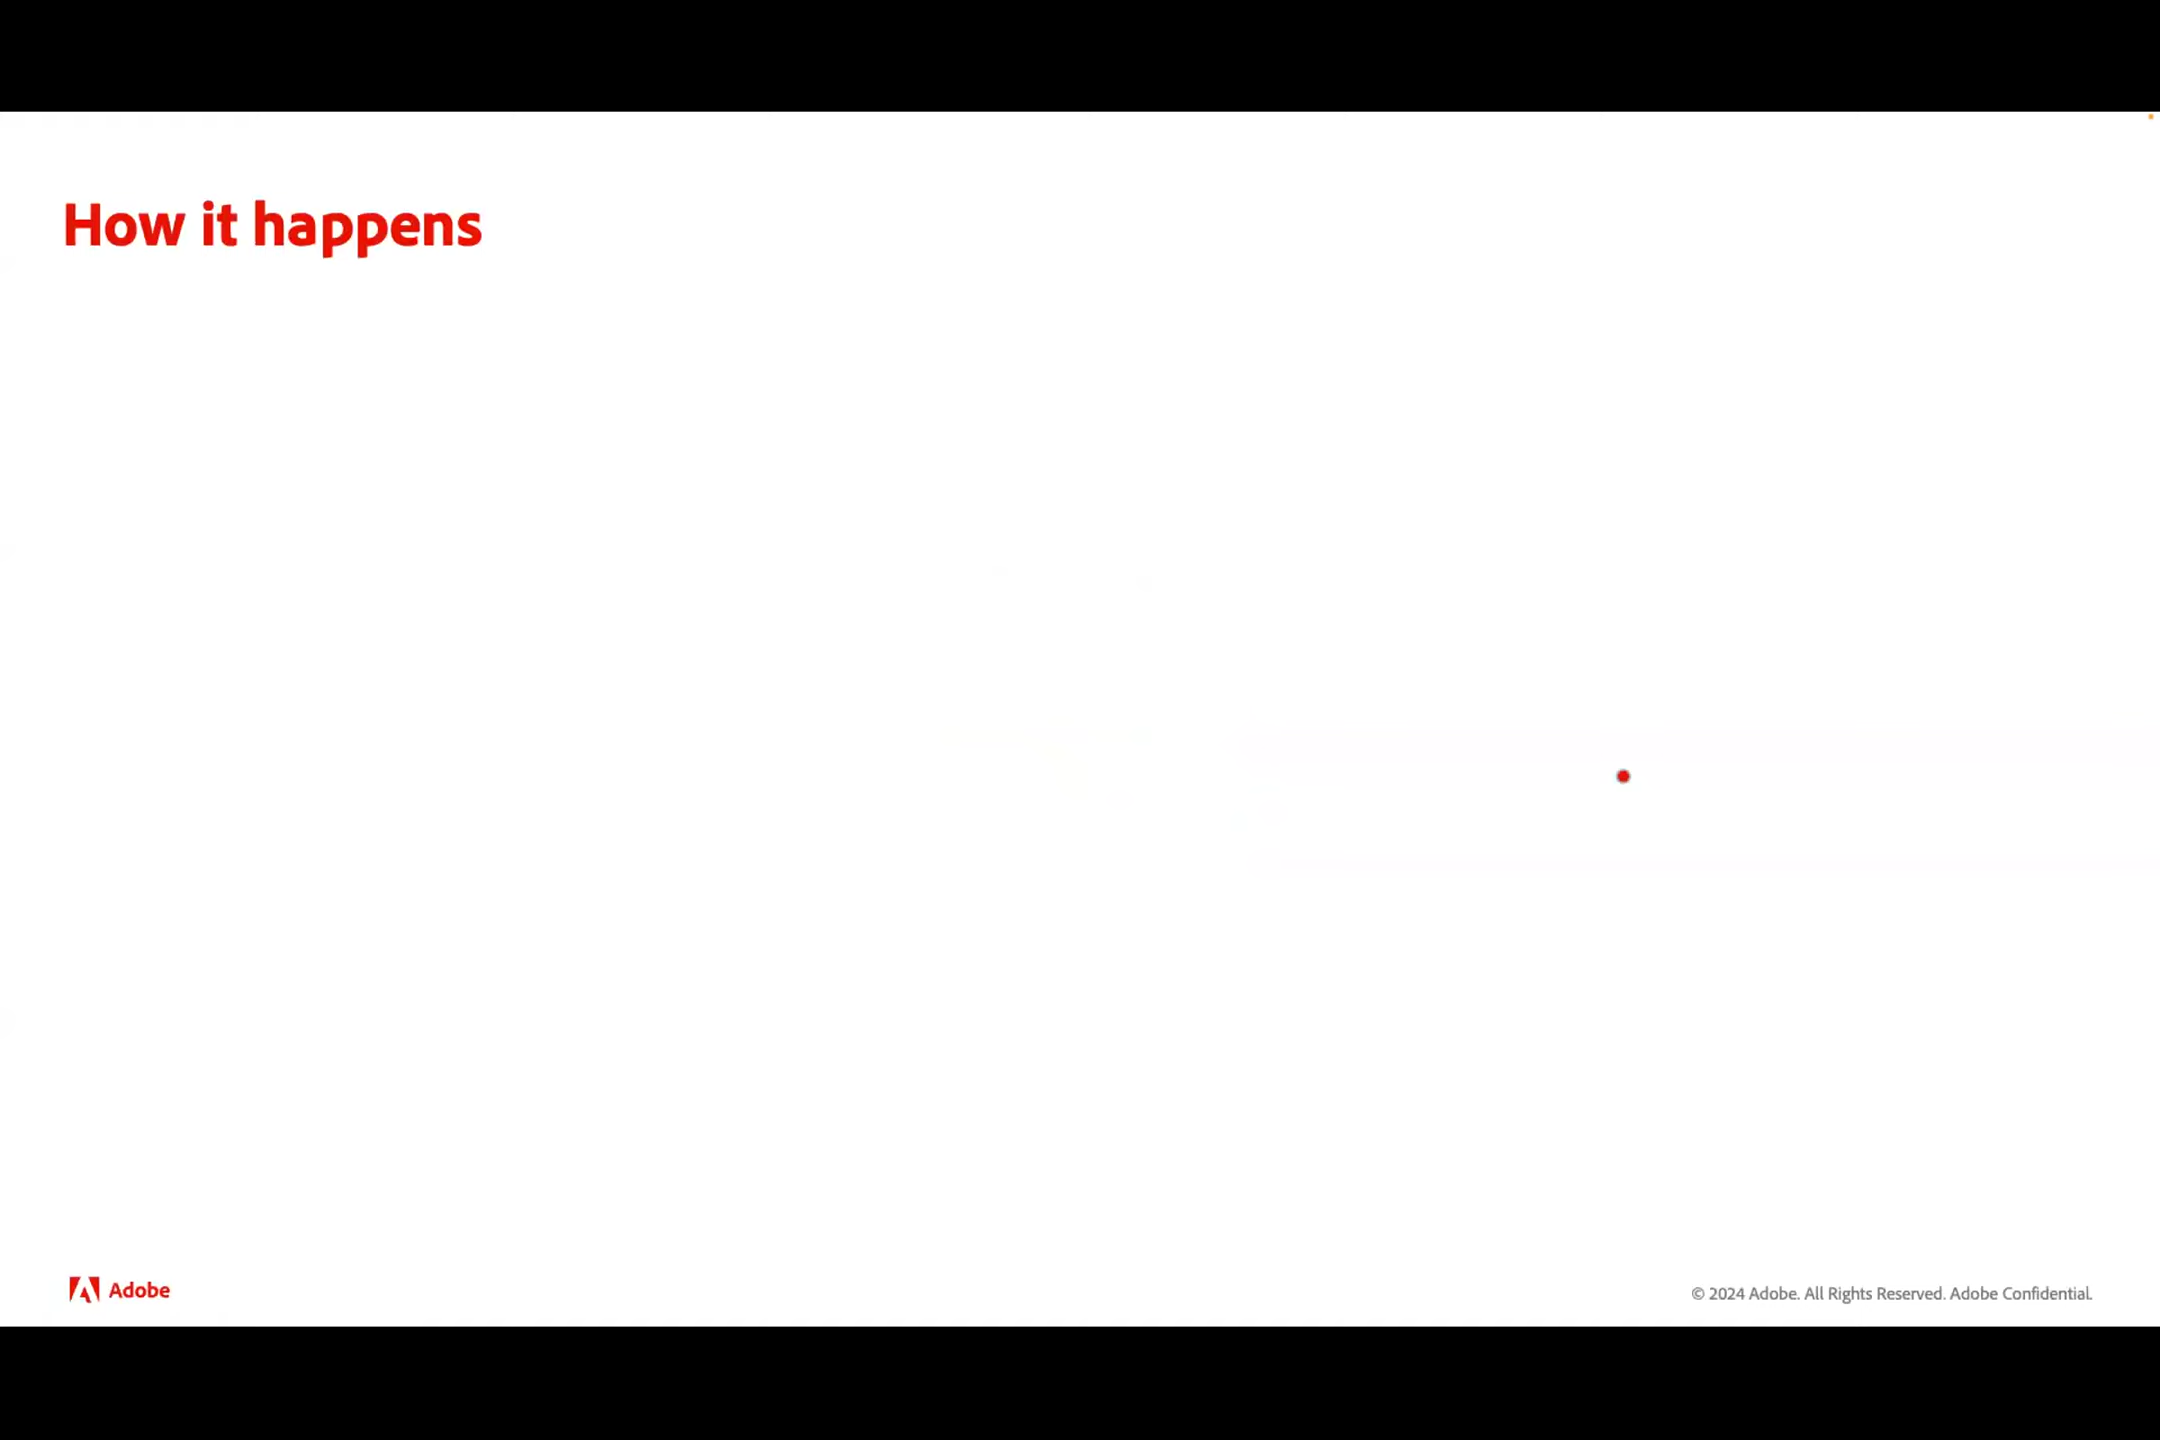 How it happens
Adobe
© 2024 Adobe. All Rights Reserved. Adobe Confidential.